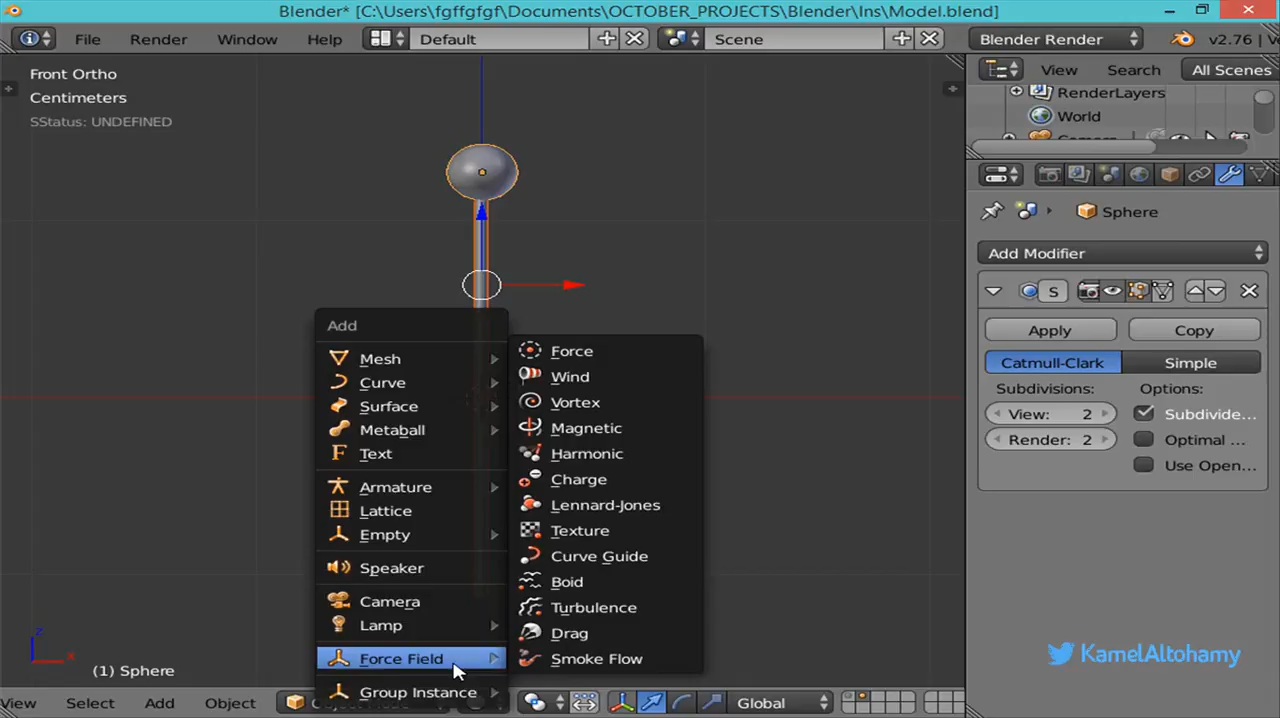 Blender* [C:\Users\fgffgfgf\Documents\OCTOBER_PROJECTS\Blender\Ins\Model.blend]
File Render Window Help Default Scene Blender Render v2.76
Front Ortho
Centimeters
SStatus: UNDEFINED
View Search All Scenes
RenderLayers
World
Camera
Sphere
Add Modifier
S
Apply Copy
Catmull-Clark Simple
Subdivisions: Options:
View: 2 Subdivide...
Render: 2 Optimal ...
Use Open...
Add
Mesh
Curve
Surface
Metaball
Text
Armature
Lattice
Empty
Speaker
Camera
Lamp
Force Field
Group Instance
Force
Wind
Vortex
Magnetic
Harmonic
Charge
Lennard-Jones
Texture
Curve Guide
Boid
Turbulence
Drag
Smoke Flow
(1) Sphere
KamelAltohamy
View Select Add Object Global